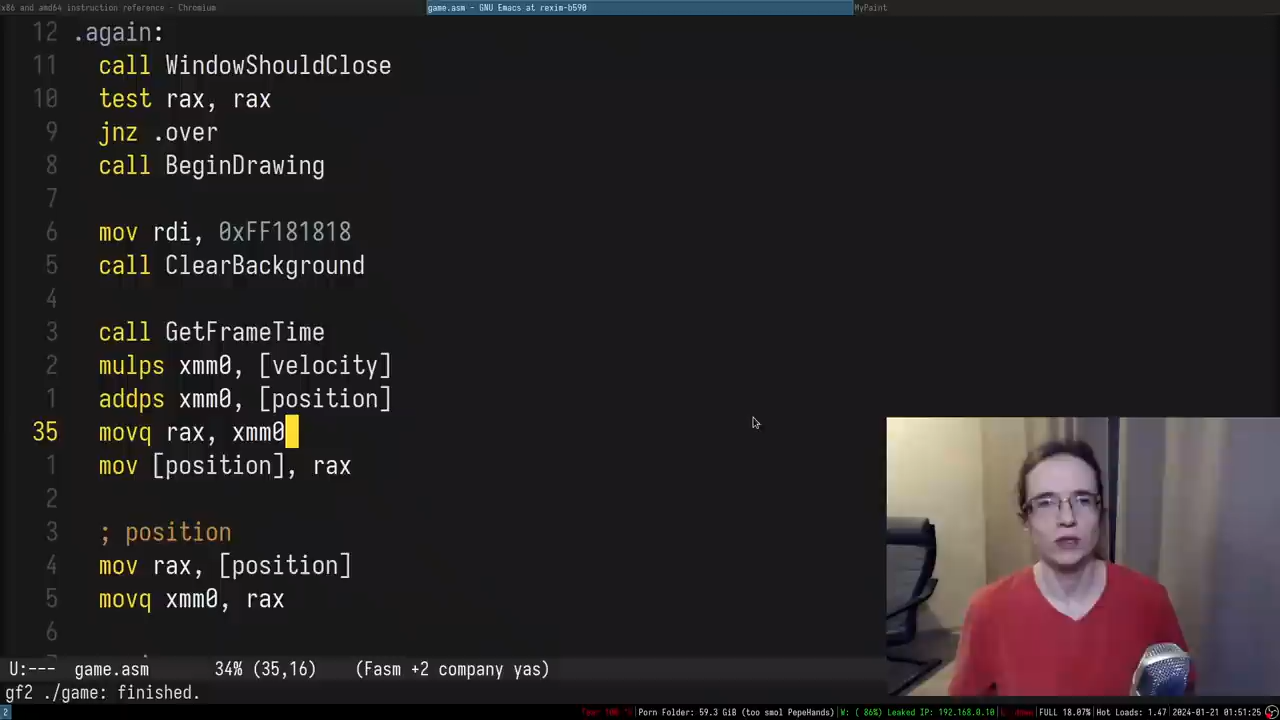 x86 and amd64 instruction reference - Chromium
game.asm - GNU Emacs at rexim-b590
MyPaint
12 .again:
11 call WindowShouldClose
10 test rax, rax
9 jnz .over
8 call BeginDrawing
7
6 mov rdi, 0xFF181818
5 call ClearBackground
4
3 call GetFrameTime
2 mulps xmm0, [velocity]
1 addps xmm0, [position]
35 movq rax, xmm0
1 mov [position], rax
2
3 ; position
4 mov rax, [position]
5 movq xmm0, rax
6
U:--- game.asm 34% (35,16) (Fasm +2 company yas)
gf2 ./game: finished.
2 Porn Folder: 59.3 GiB (too smol PepeHands) W: ( 86%) Leaked IP: 192.168.0.10 FULL 18.07% Hot Loads: 1.47 2024-01-21 01:51:25